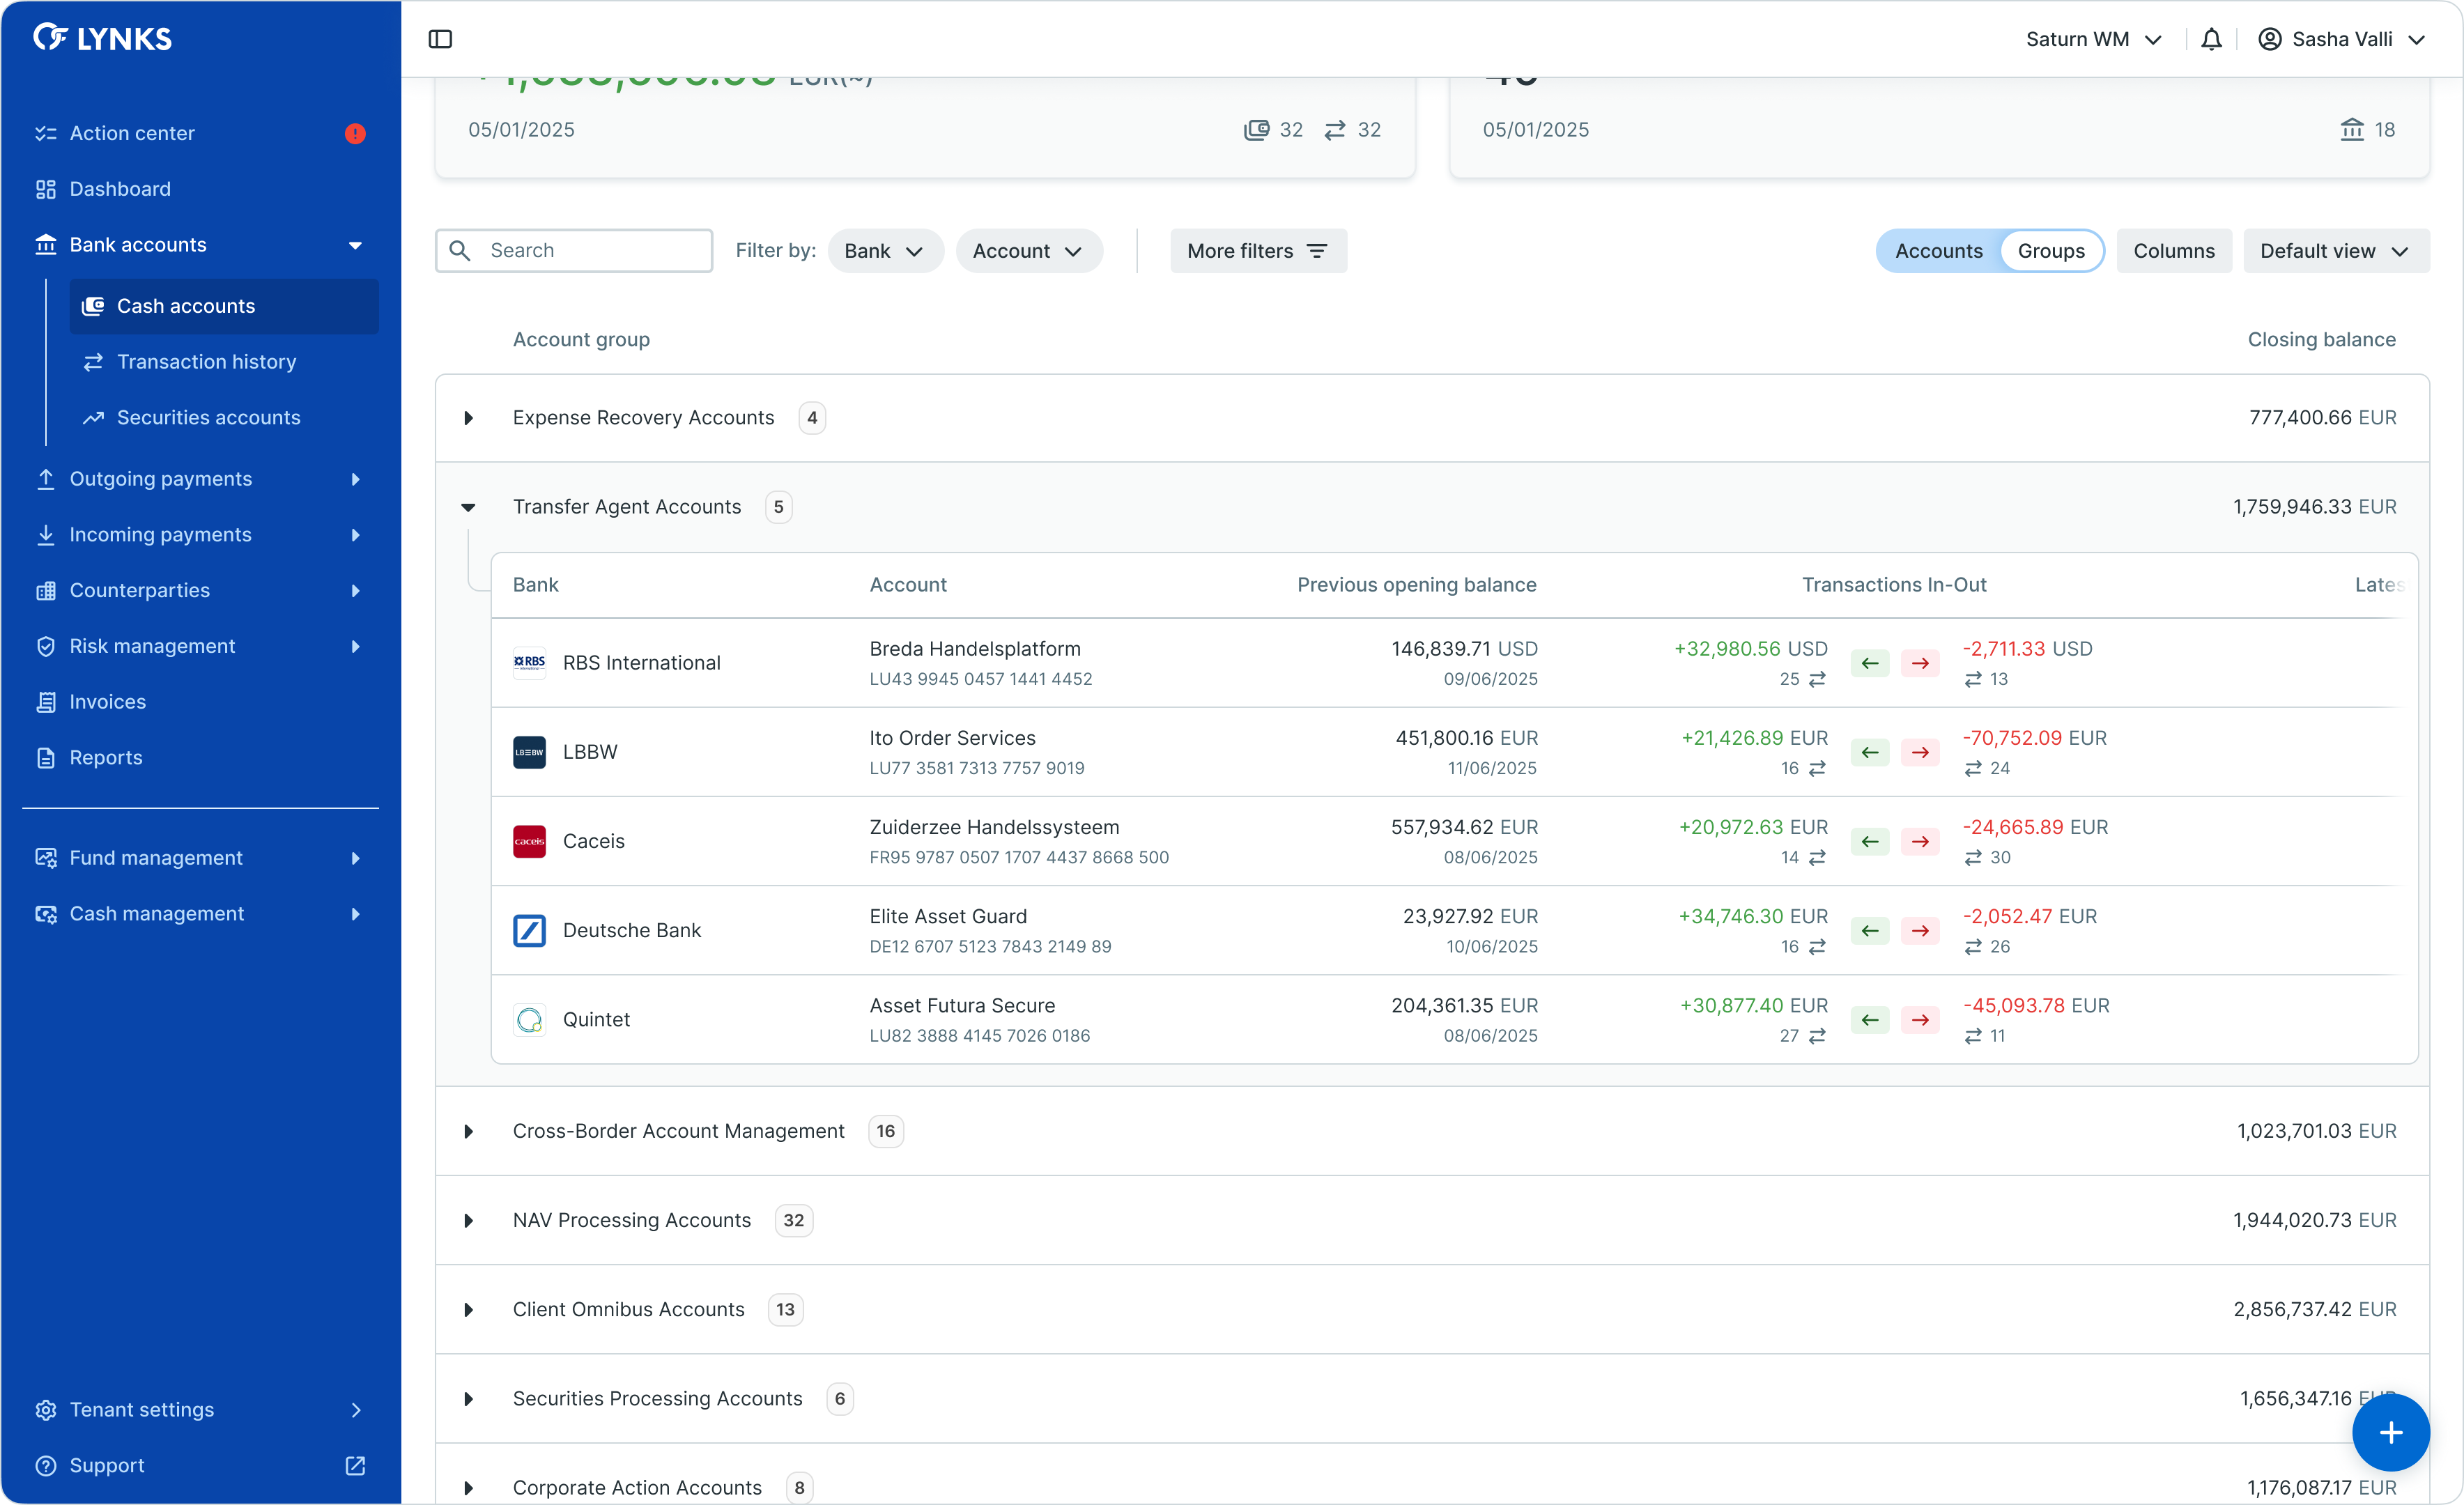 LYNKS
Saturn WM
Sasha Valli
Action center
Dashboard
Bank accounts
Cash accounts
Transaction history
Securities accounts
Outgoing payments
Incoming payments
Counterparties
Risk management
Invoices
Reports
Fund management
Cash management
Tenant settings
Support
EUR(≈)
05/01/2025 32 32
05/01/2025 18
Search Filter by: Bank Account More filters Accounts Groups Columns Default view
Account group Closing balance
Expense Recovery Accounts 4 777,400.66 EUR
Transfer Agent Accounts 5 1,759,946.33 EUR
Bank Account Previous opening balance Transactions In-Out
RBS International Breda Handelsplatform 146,839.71 USD +32,980.56 USD -2,711.33 USD
LU43 9945 0457 1441 4452 09/06/2025 25 13
LBBW Ito Order Services 451,800.16 EUR +21,426.89 EUR -70,752.09 EUR
LU77 3581 7313 7757 9019 11/06/2025 16 24
caceis Caceis Zuiderzee Handelssysteem 557,934.62 EUR +20,972.63 EUR -24,665.89 EUR
FR95 9787 0507 1707 4437 8668 500 08/06/2025 14 30
Deutsche Bank Elite Asset Guard 23,927.92 EUR +34,746.30 EUR -2,052.47 EUR
DE12 6707 5123 7843 2149 89 10/06/2025 16 26
Quintet Asset Futura Secure 204,361.35 EUR +30,877.40 EUR -45,093.78 EUR
LU82 3888 4145 7026 0186 08/06/2025 27 11
Cross-Border Account Management 16 1,023,701.03 EUR
NAV Processing Accounts 32 1,944,020.73 EUR
Client Omnibus Accounts 13 2,856,737.42 EUR
Securities Processing Accounts 6 1,656,347.16 EUR
Corporate Action Accounts 8 1,176,087.17 EUR